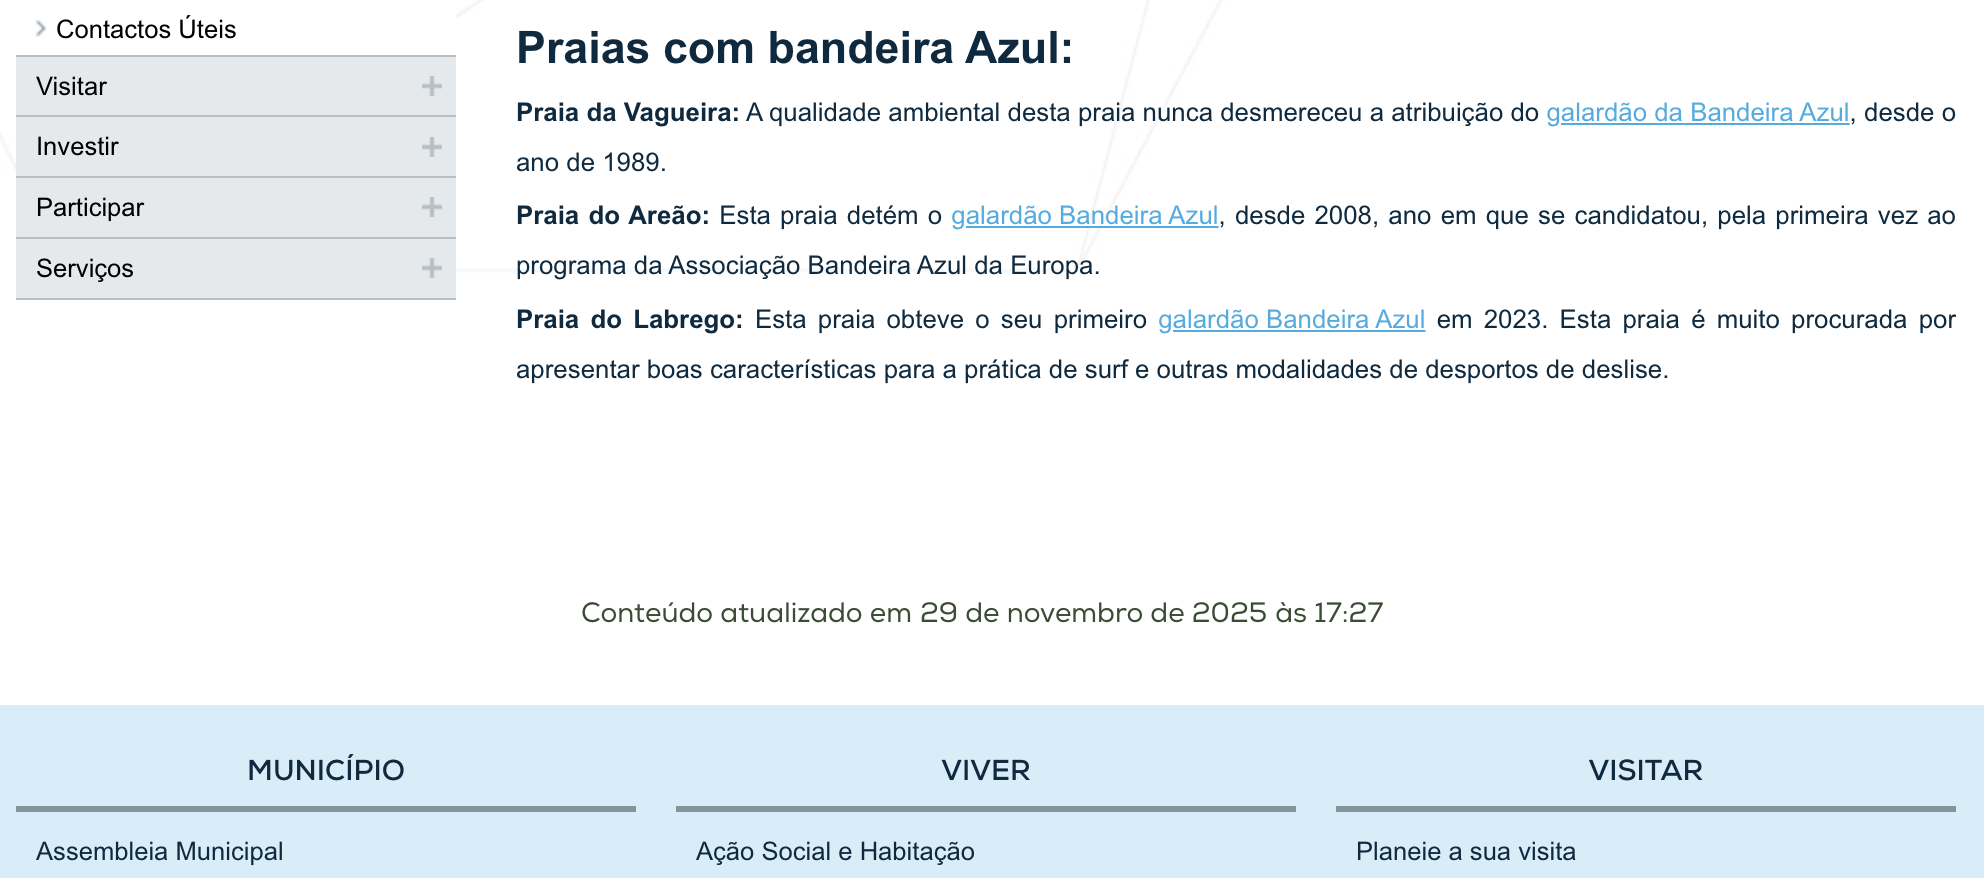 Contactos Úteis
Visitar
Investir
Participar
Serviços
Praias com bandeira Azul:
Praia da Vagueira: A qualidade ambiental desta praia nunca desmereceu a atribuição do galardão da Bandeira Azul, desde o
ano de 1989.
Praia do Areão: Esta praia detém o galardão Bandeira Azul, desde 2008, ano em que se candidatou, pela primeira vez ao
programa da Associação Bandeira Azul da Europa.
Praia do Labrego: Esta praia obteve o seu primeiro galardão Bandeira Azul em 2023. Esta praia é muito procurada por
apresentar boas características para a prática de surf e outras modalidades de desportos de deslise.
Conteúdo atualizado em 29 de novembro de 2025 às 17:27
MUNICÍPIO
Assembleia Municipal
VIVER
Ação Social e Habitação
VISITAR
Planeie a sua visita